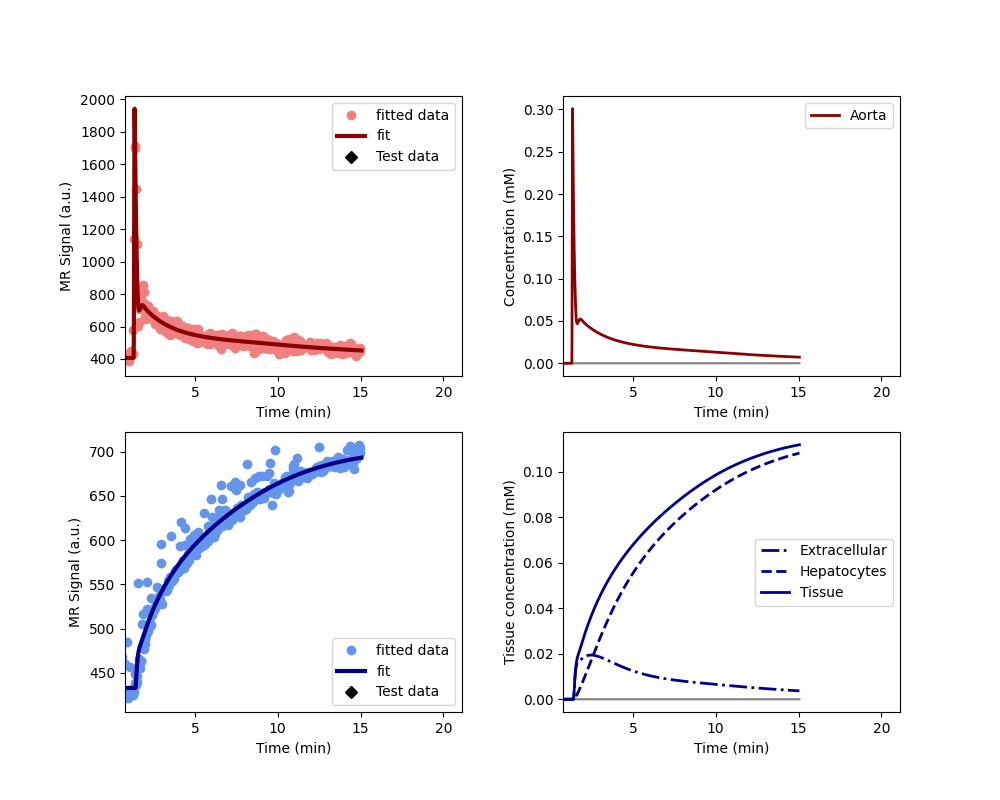 2000
1800
1600
1400
1200
1000
800
600
400
MR Signal (a.u.)
fitted data
fit
Test data
5
10
15
20
Time (min)
0.30
0.25
0.20
0.15
0.10
0.05
0.00
Concentration (mM)
Aorta
5
10
15
20
Time (min)
700
650
600
550
500
450
MR Signal (a.u.)
fitted data
fit
Test data
5
10
15
20
Time (min)
0.10
0.08
0.06
0.04
0.02
0.00
Tissue concentration (mM)
Extracellular
Hepatocytes
Tissue
5
10
15
20
Time (min)